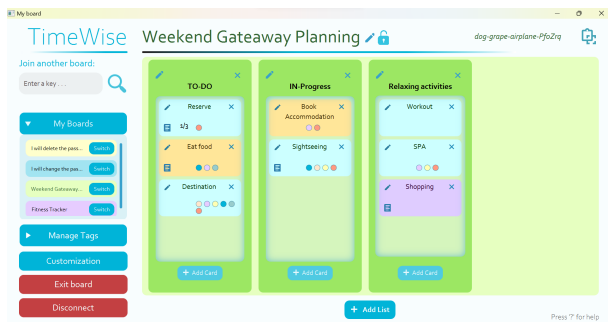 My board
TimeWise
Weekend Gateaway Planning
dog-grape-airplane-PfoZrq
Join another board:
Enter a key . . .
My Boards
I will delete the pass...
Switch
I will change the pas...
Switch
Weekend Gateaway...
Switch
Fitness Tracker
Switch
Manage Tags
Customization
Exit board
Disconnect
TO-DO
Reserve
1/3
Eat food
Destination
+ Add Card
IN-Progress
Book
Accommodation
Sightseeing
+ Add Card
Relaxing activities
Workout
SPA
Shopping
+ Add Card
+ Add List
Press '?' for help